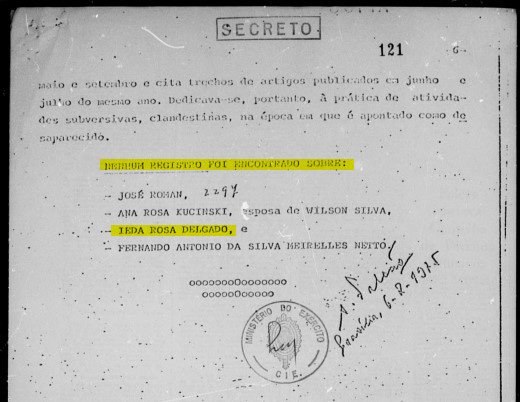 SECRETO
121 6-
maio e setembro e cita trechos de artigos publicados em junho e
julho do mesmo ano. Dedicava-se, portanto, à prática de ativida-
des subversivas, clandestinas, na época em que é apontado como de
saparecido.
NENHUM REGISTRO FOI ENCONTRADO SOBRE:
- JOSÉ ROMAN, 2297
- ANA ROSA KUCINSKI, esposa de WILSON SILVA,
- IEDA ROSA DELGADO, e
- FERNANDO ANTONIO DA SILVA MEIRELLES NETTO.
oooooooOooooooo
ooooooOoooooo
MINISTÉRIO DO EXÉRCITO
C.I.E.
Brasília, 6-2-1975